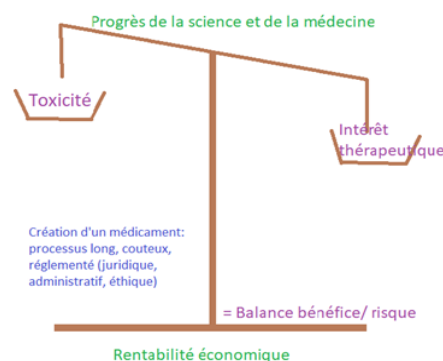 Progrès de la science et de la médecine
Toxicité
Intérêt
thérapeutique
Création d'un médicament:
processus long, couteux,
réglementé (juridique,
administratif, éthique)
= Balance bénéfice/ risque
Rentabilité économique